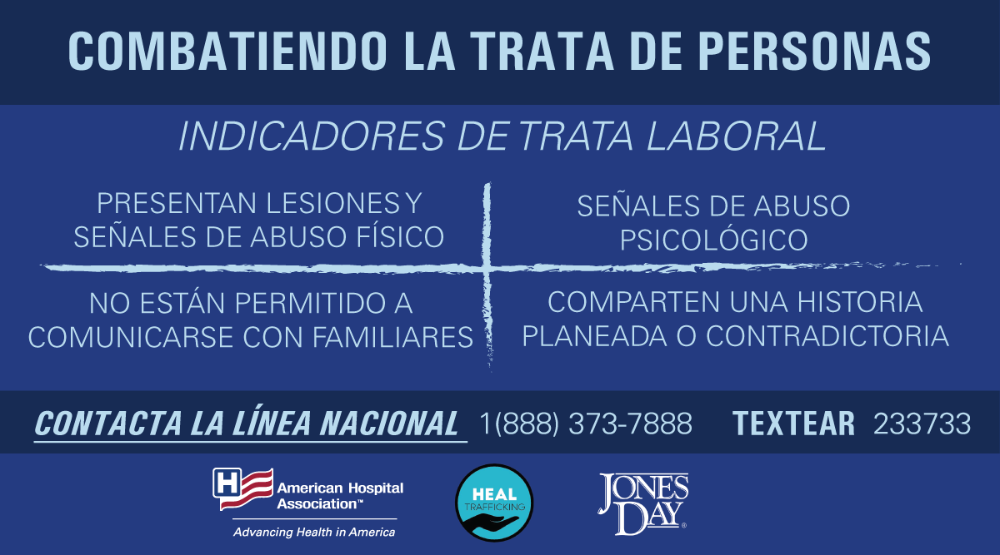 COMBATIENDO LA TRATA DE PERSONAS
INDICADORES DE TRATA LABORAL
PRESENTAN LESIONES Y
SEÑALES DE ABUSO FÍSICO
SEÑALES DE ABUSO
PSICOLÓGICO
NO ESTÁN PERMITIDO A
COMUNICARSE CON FAMILIARES
COMPARTEN UNA HISTORIA
PLANEADA O CONTRADICTORIA
CONTACTA LA LÍNEA NACIONAL 1(888) 373-7888 TEXTEAR 233733
H
American Hospital
Association™
Advancing Health in America
HEAL
TRAFFICKING
JONES
DAY®